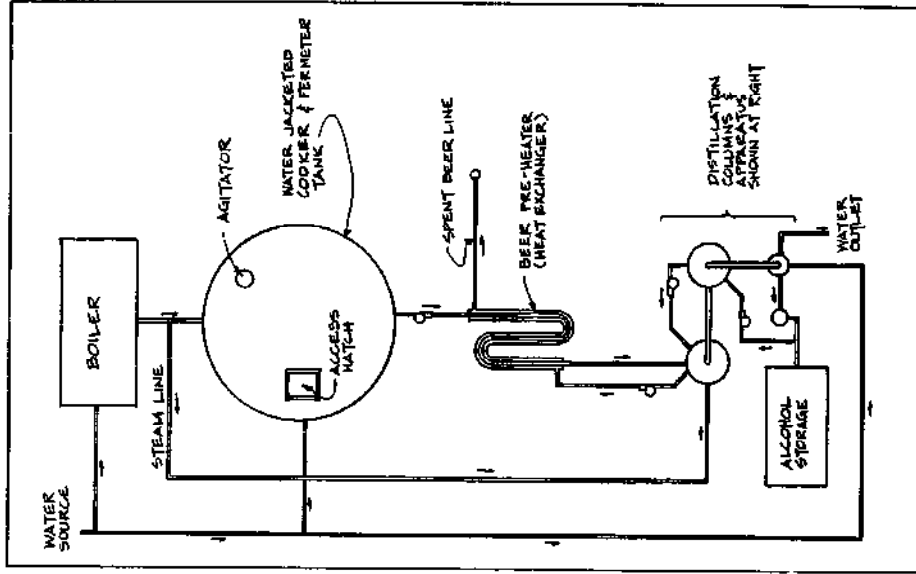 WATER
SOURCE
BOILER
STEAM LINE
AGITATOR
ACCESS
HATCH
WATER JACKETED
COOKER & FERMETER
TANK
SPENT BEER LINE
BEER PRE-HEATER
(HEAT EXCHANGER)
DISTILLATION
COLUMNS &
APPARATUS
SHOWN AT RIGHT
WATER
OUTLET
ALCOHOL
STORAGE